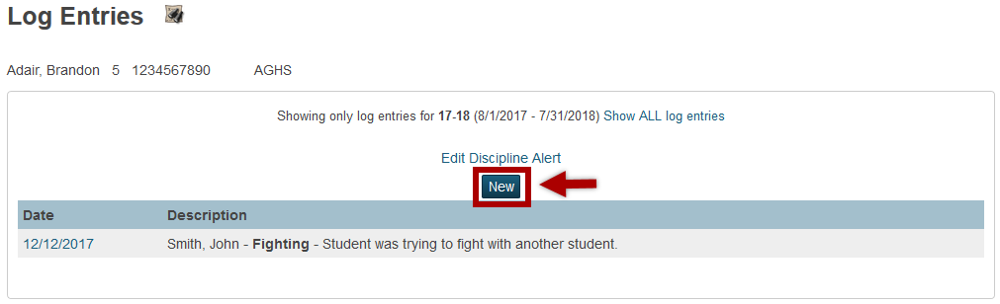 Log Entries
Adair, Brandon 5 1234567890 AGHS
Showing only log entries for 17-18 (8/1/2017 - 7/31/2018) Show ALL log entries
Edit Discipline Alert
New
Date Description
12/12/2017 Smith, John - Fighting - Student was trying to fight with another student.